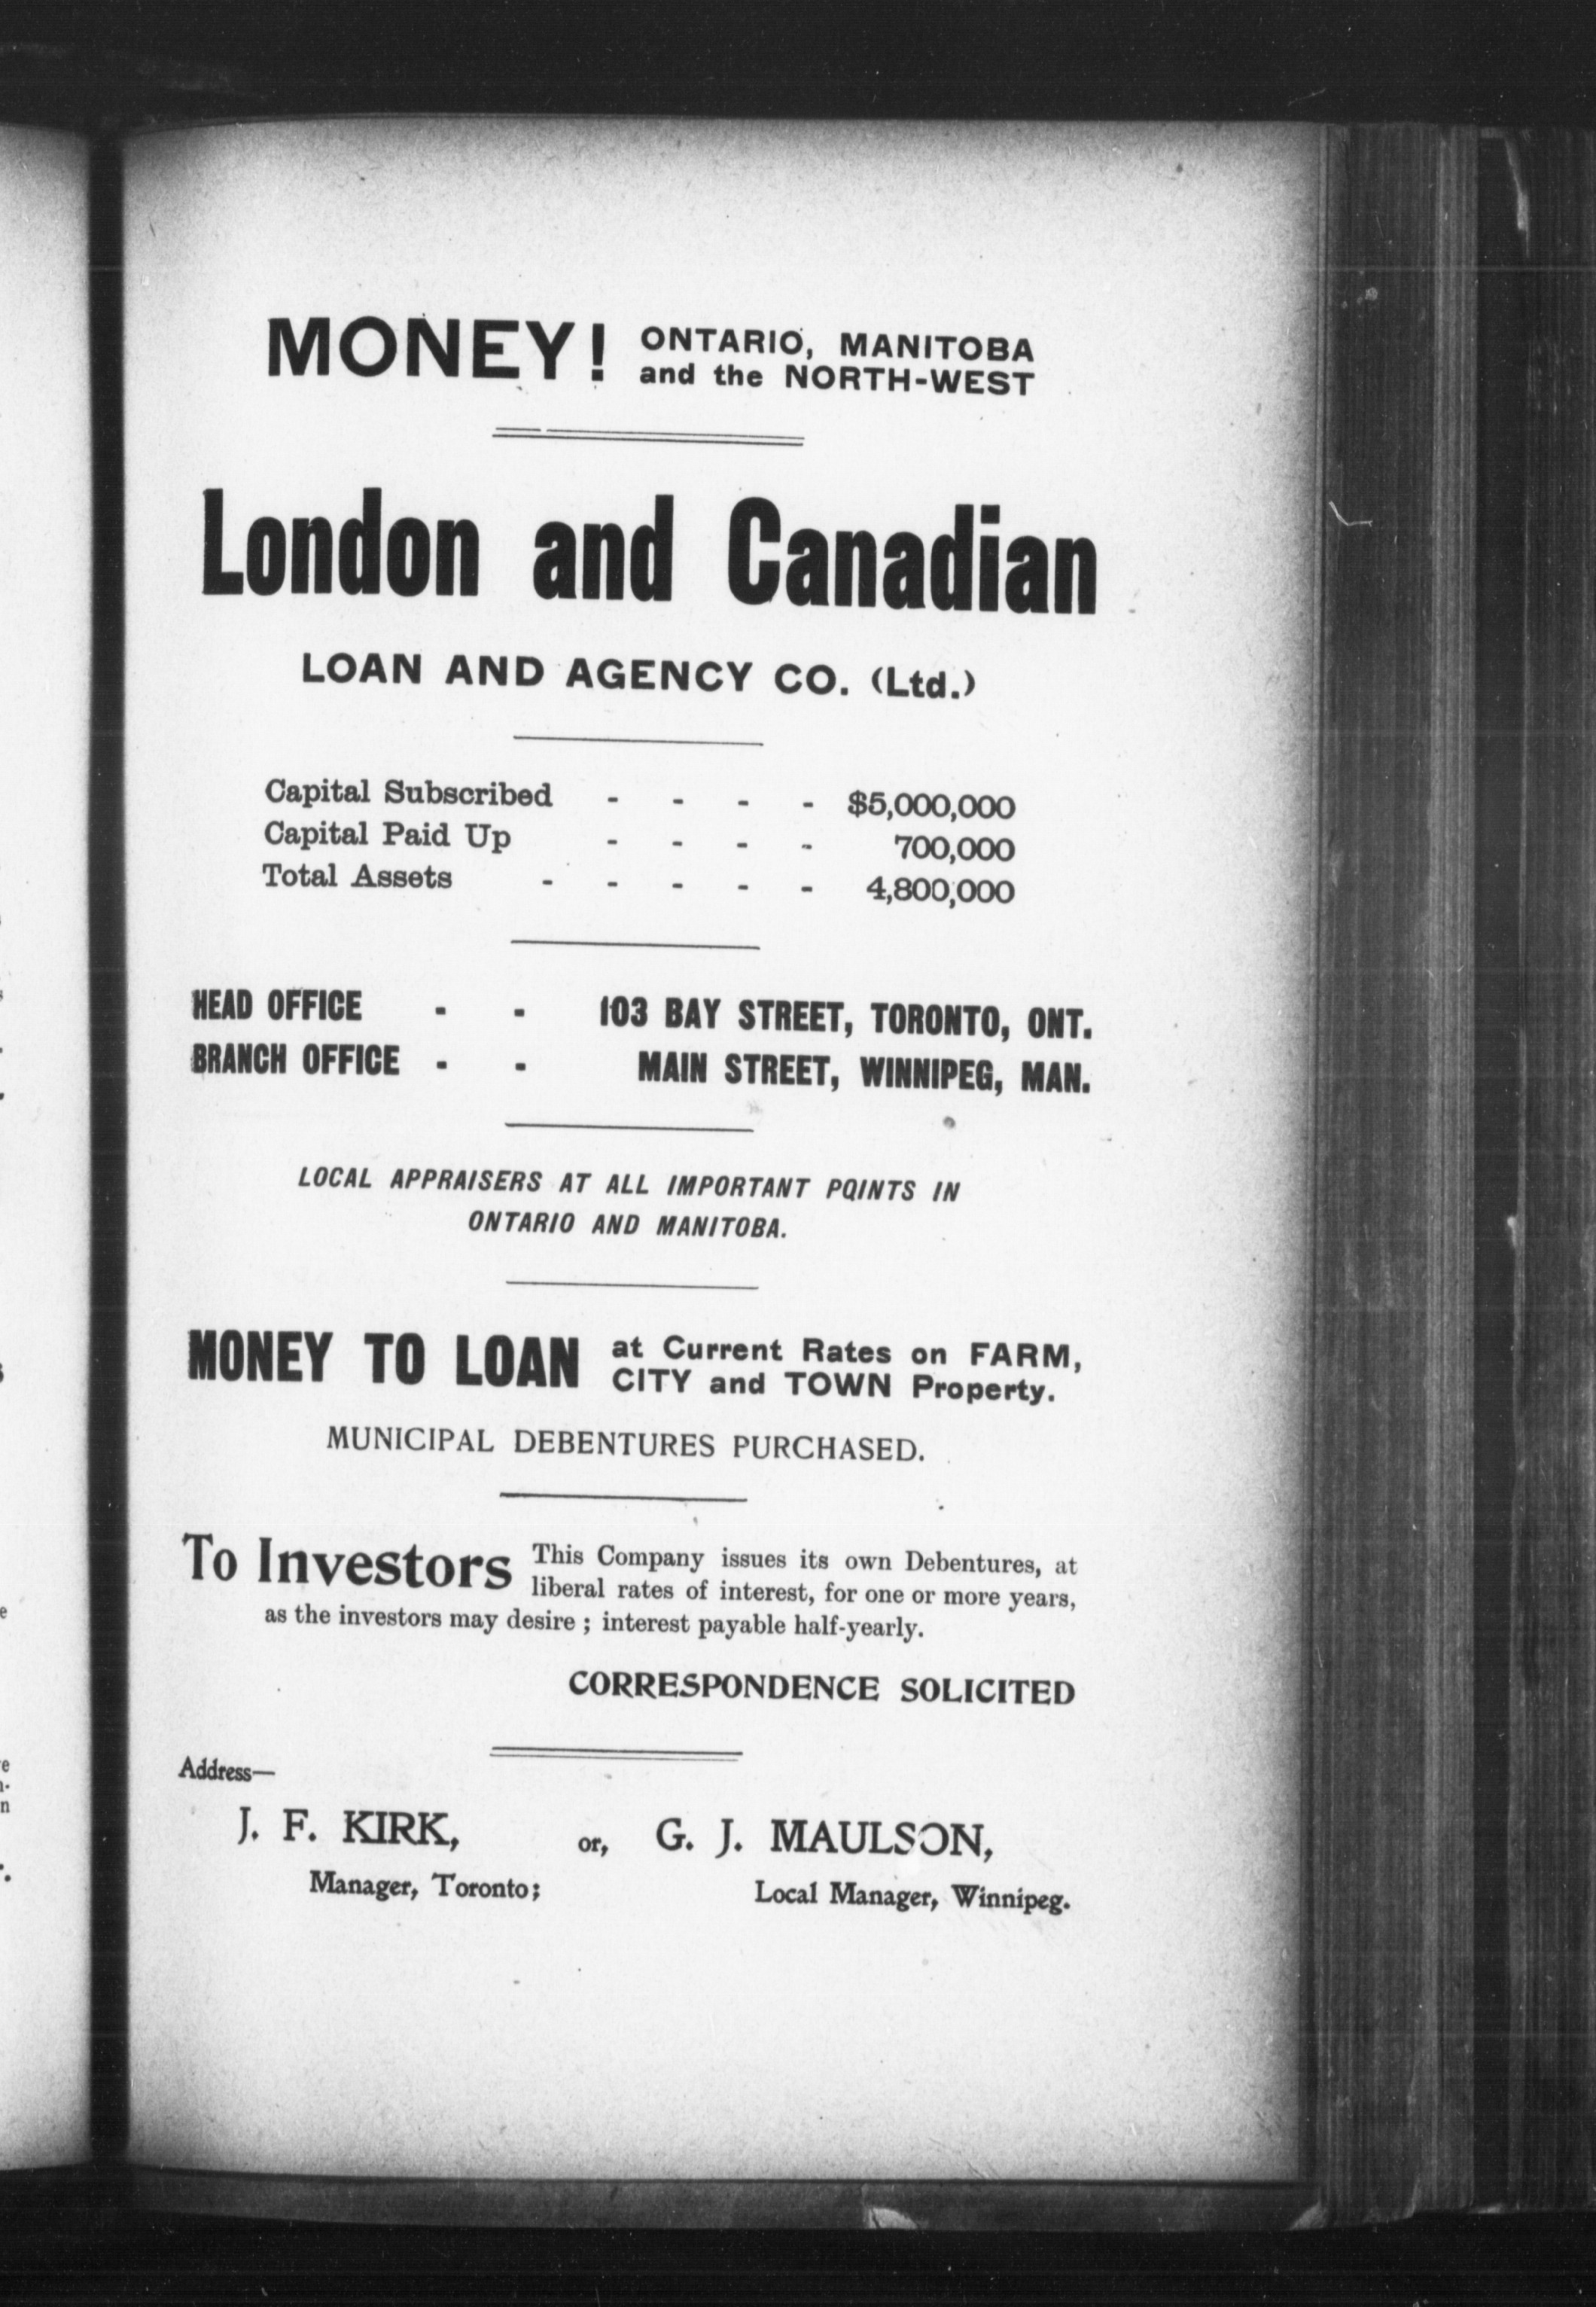 MONEY! ONTARIO, MANITOBA
and the NORTH-WEST
London and Canadian
LOAN AND AGENCY CO. (Ltd.)
Capital Subscribed - - - - $5,000,000
Capital Paid Up - - - - 700,000
Total Assets - - - - - 4,800,000
HEAD OFFICE - - 103 BAY STREET, TORONTO, ONT.
BRANCH OFFICE - - MAIN STREET, WINNIPEG, MAN.
LOCAL APPRAISERS AT ALL IMPORTANT POINTS IN
ONTARIO AND MANITOBA.
MONEY TO LOAN at Current Rates on FARM,
CITY and TOWN Property.
MUNICIPAL DEBENTURES PURCHASED.
To Investors This Company issues its own Debentures, at
liberal rates of interest, for one or more years,
as the investors may desire ; interest payable half-yearly.
CORRESPONDENCE SOLICITED
Address—
J. F. KIRK, or, G. J. MAULSON,
Manager, Toronto; Local Manager, Winnipeg.